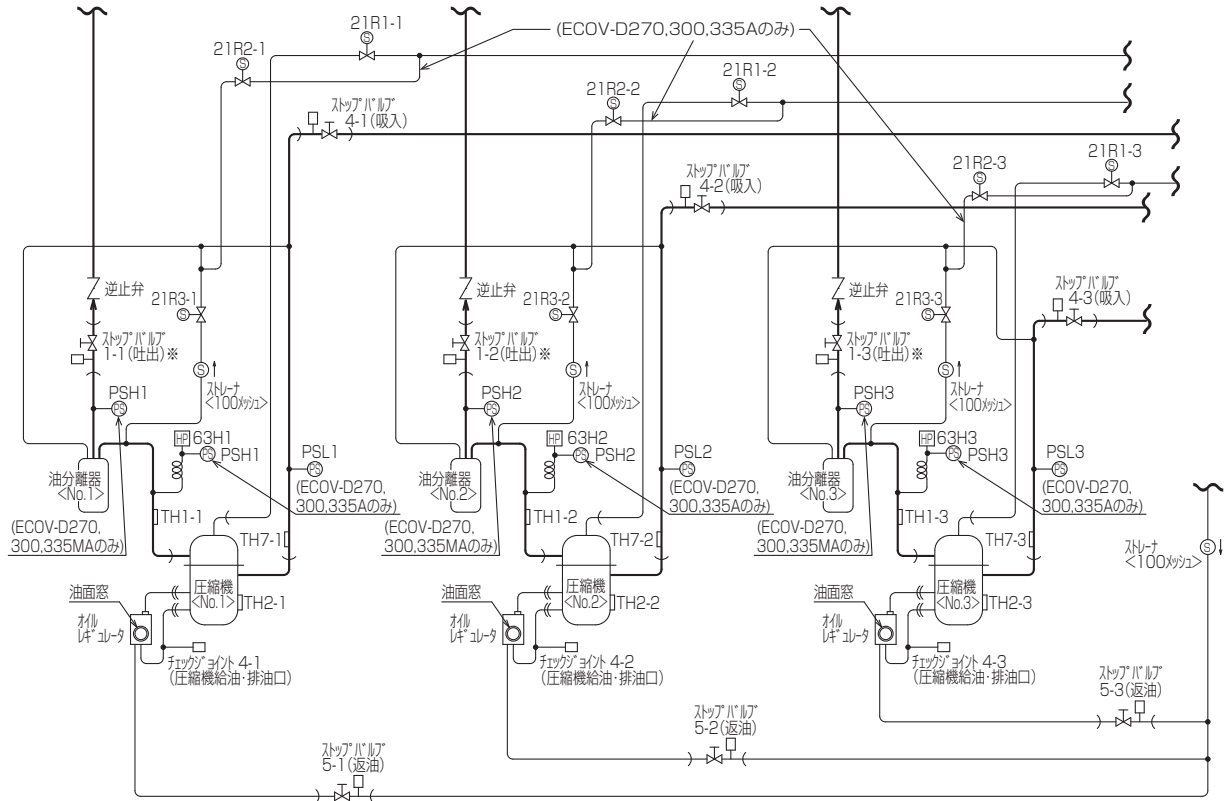 21R1-1
21R2-1
(ECOV-D270,300,335Aのみ)
21R1-2
21R2-2
ストップバルブ
4-1(吸入)
21R1-3
21R2-3
ストップバルブ
4-2(吸入)
逆止弁
21R3-1
ストップバルブ
1-1(吐出)※
S
ストレーナ
<100メッシュ>
PSH1
PS
HP
63H1
PS
PSH1
PSL1
PS
(ECOV-D270,
300,335Aのみ)
油分離器
<No.1>
(ECOV-D270,
300,335MAのみ)
TH1-1
TH7-1
圧縮機
<No.1>
TH2-1
油面窓
オイル
レギュレータ
チェックジョイント 4-1
(圧縮機給油・排油口)
ストップバルブ
5-1(返油)
逆止弁
21R3-2
ストップバルブ
1-2(吐出)※
S
ストレーナ
<100メッシュ>
PSH2
PS
HP
63H2
PS
PSH2
PSL2
PS
(ECOV-D270,
300,335Aのみ)
油分離器
<No.2>
(ECOV-D270,
300,335MAのみ)
TH1-2
TH7-2
圧縮機
<No.2>
TH2-2
油面窓
オイル
レギュレータ
チェックジョイント 4-2
(圧縮機給油・排油口)
ストップバルブ
5-2(返油)
逆止弁
21R3-3
ストップバルブ
4-3(吸入)
ストップバルブ
1-3(吐出)※
S
ストレーナ
<100メッシュ>
PSH3
PS
HP
63H3
PS
PSH3
PSL3
PS
(ECOV-D270,
300,335Aのみ)
油分離器
<No.3>
(ECOV-D270,
300,335MAのみ)
TH1-3
TH7-3
圧縮機
<No.3>
TH2-3
油面窓
オイル
レギュレータ
チェックジョイント 4-3
(圧縮機給油・排油口)
ストップバルブ
5-3(返油)
ストレーナ
<100メッシュ>
S